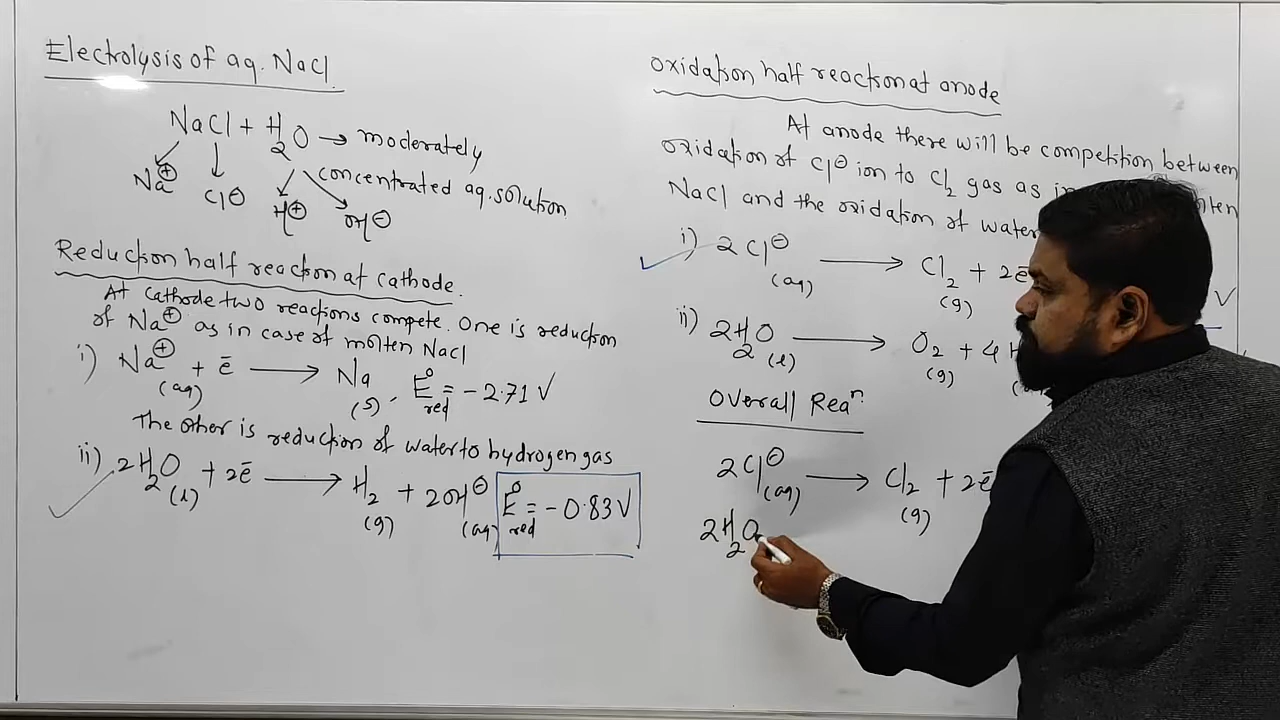 Electrolysis of aq. NaCl.
NaCl + H2O → moderately
concentrated aq. solution
Na⊕ Cl⊖ H⊕ OH⊖
Reduction half reaction at cathode.
At Cathode two reactions compete. One is reduction
of Na⊕ as in case of molten NaCl
i) Na⊕(aq) + ē ⟶ Na(s). E°red = -2.71 V
The other is reduction of water to hydrogen gas
ii) 2H2O(l) + 2ē ⟶ H2(g) + 2OH⊖(aq) E°red = -0.83 V
Oxidation half reaction at anode
At anode there will be competition between
oxidation of Cl⊖ ion to Cl2 gas as
NaCl and the oxidation of water
i) 2Cl⊖(aq) ⟶ Cl2(g) + 2ē V
ii) 2H2O(l) ⟶ O2(g) + 4H
Overall Reaⁿ.
2Cl⊖(aq) ⟶ Cl2(g) + 2ē
2H2O